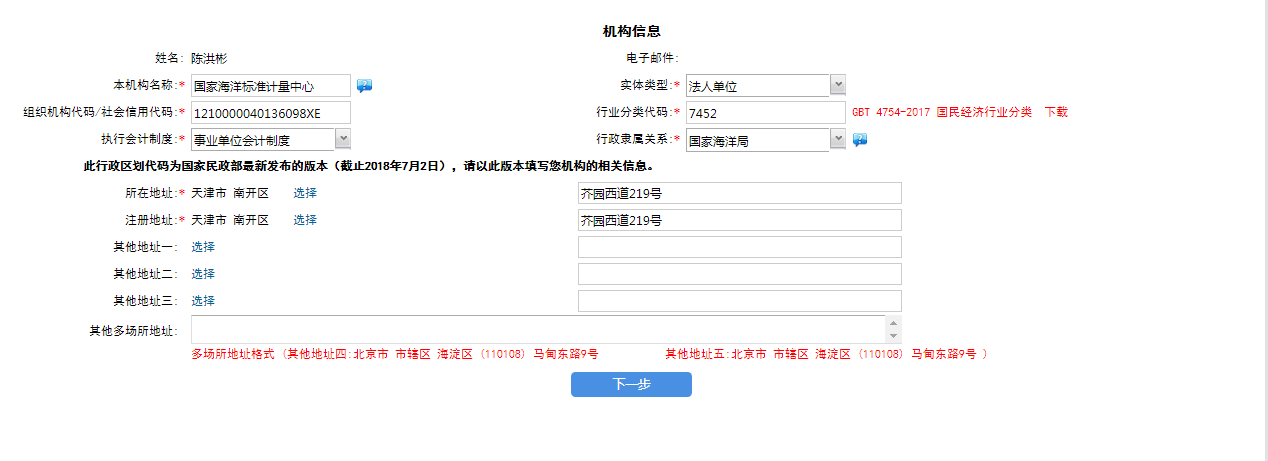 机构信息
姓名: 陈洪彬 电子邮件:
本机构名称:* 国家海洋标准计量中心 实体类型:* 法人单位
组织机构代码/社会信用代码:* 1210000040136098XE 行业分类代码:* 7452 GBT 4754-2017 国民经济行业分类 下载
执行会计制度:* 事业单位会计制度 行政隶属关系:* 国家海洋局
此行政区划代码为国家民政部最新发布的版本（截止2018年7月2日），请以此版本填写您机构的相关信息。
所在地址:* 天津市 南开区 选择 芥园西道219号
注册地址:* 天津市 南开区 选择 芥园西道219号
其他地址一: 选择
其他地址二: 选择
其他地址三: 选择
其他多场所地址:
多场所地址格式 (其他地址四:北京市 市辖区 海淀区 (110108) 马甸东路9号 其他地址五:北京市 市辖区 海淀区 (110108) 马甸东路9号 )
下一步